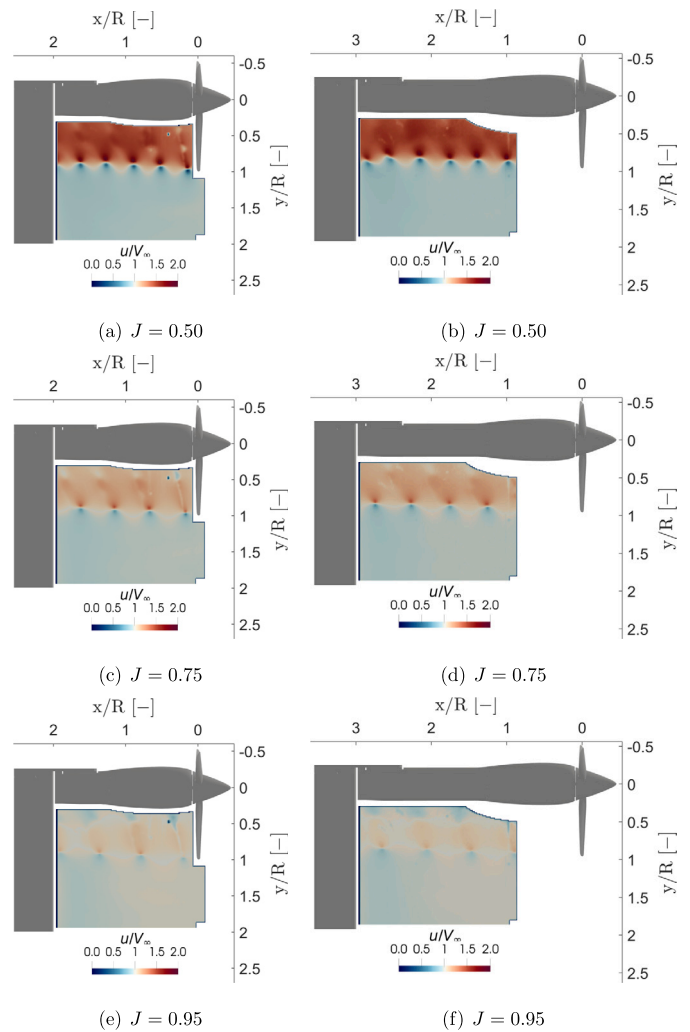 x/R [−]
2 1 0
-0.5
0
0.5
1
1.5
2
2.5
y/R [−]
u/V∞
0.0 0.5 1 1.5 2.0
(a) J = 0.50
x/R [−]
3 2 1 0
-0.5
0
0.5
1
1.5
2
2.5
y/R [−]
u/V∞
0.0 0.5 1 1.5 2.0
(b) J = 0.50
x/R [−]
2 1 0
-0.5
0
0.5
1
1.5
2
2.5
y/R [−]
u/V∞
0.0 0.5 1 1.5 2.0
(c) J = 0.75
x/R [−]
3 2 1 0
-0.5
0
0.5
1
1.5
2
2.5
y/R [−]
u/V∞
0.0 0.5 1 1.5 2.0
(d) J = 0.75
x/R [−]
2 1 0
-0.5
0
0.5
1
1.5
2
2.5
y/R [−]
u/V∞
0.0 0.5 1 1.5 2.0
(e) J = 0.95
x/R [−]
3 2 1 0
-0.5
0
0.5
1
1.5
2
2.5
y/R [−]
u/V∞
0.0 0.5 1 1.5 2.0
(f) J = 0.95